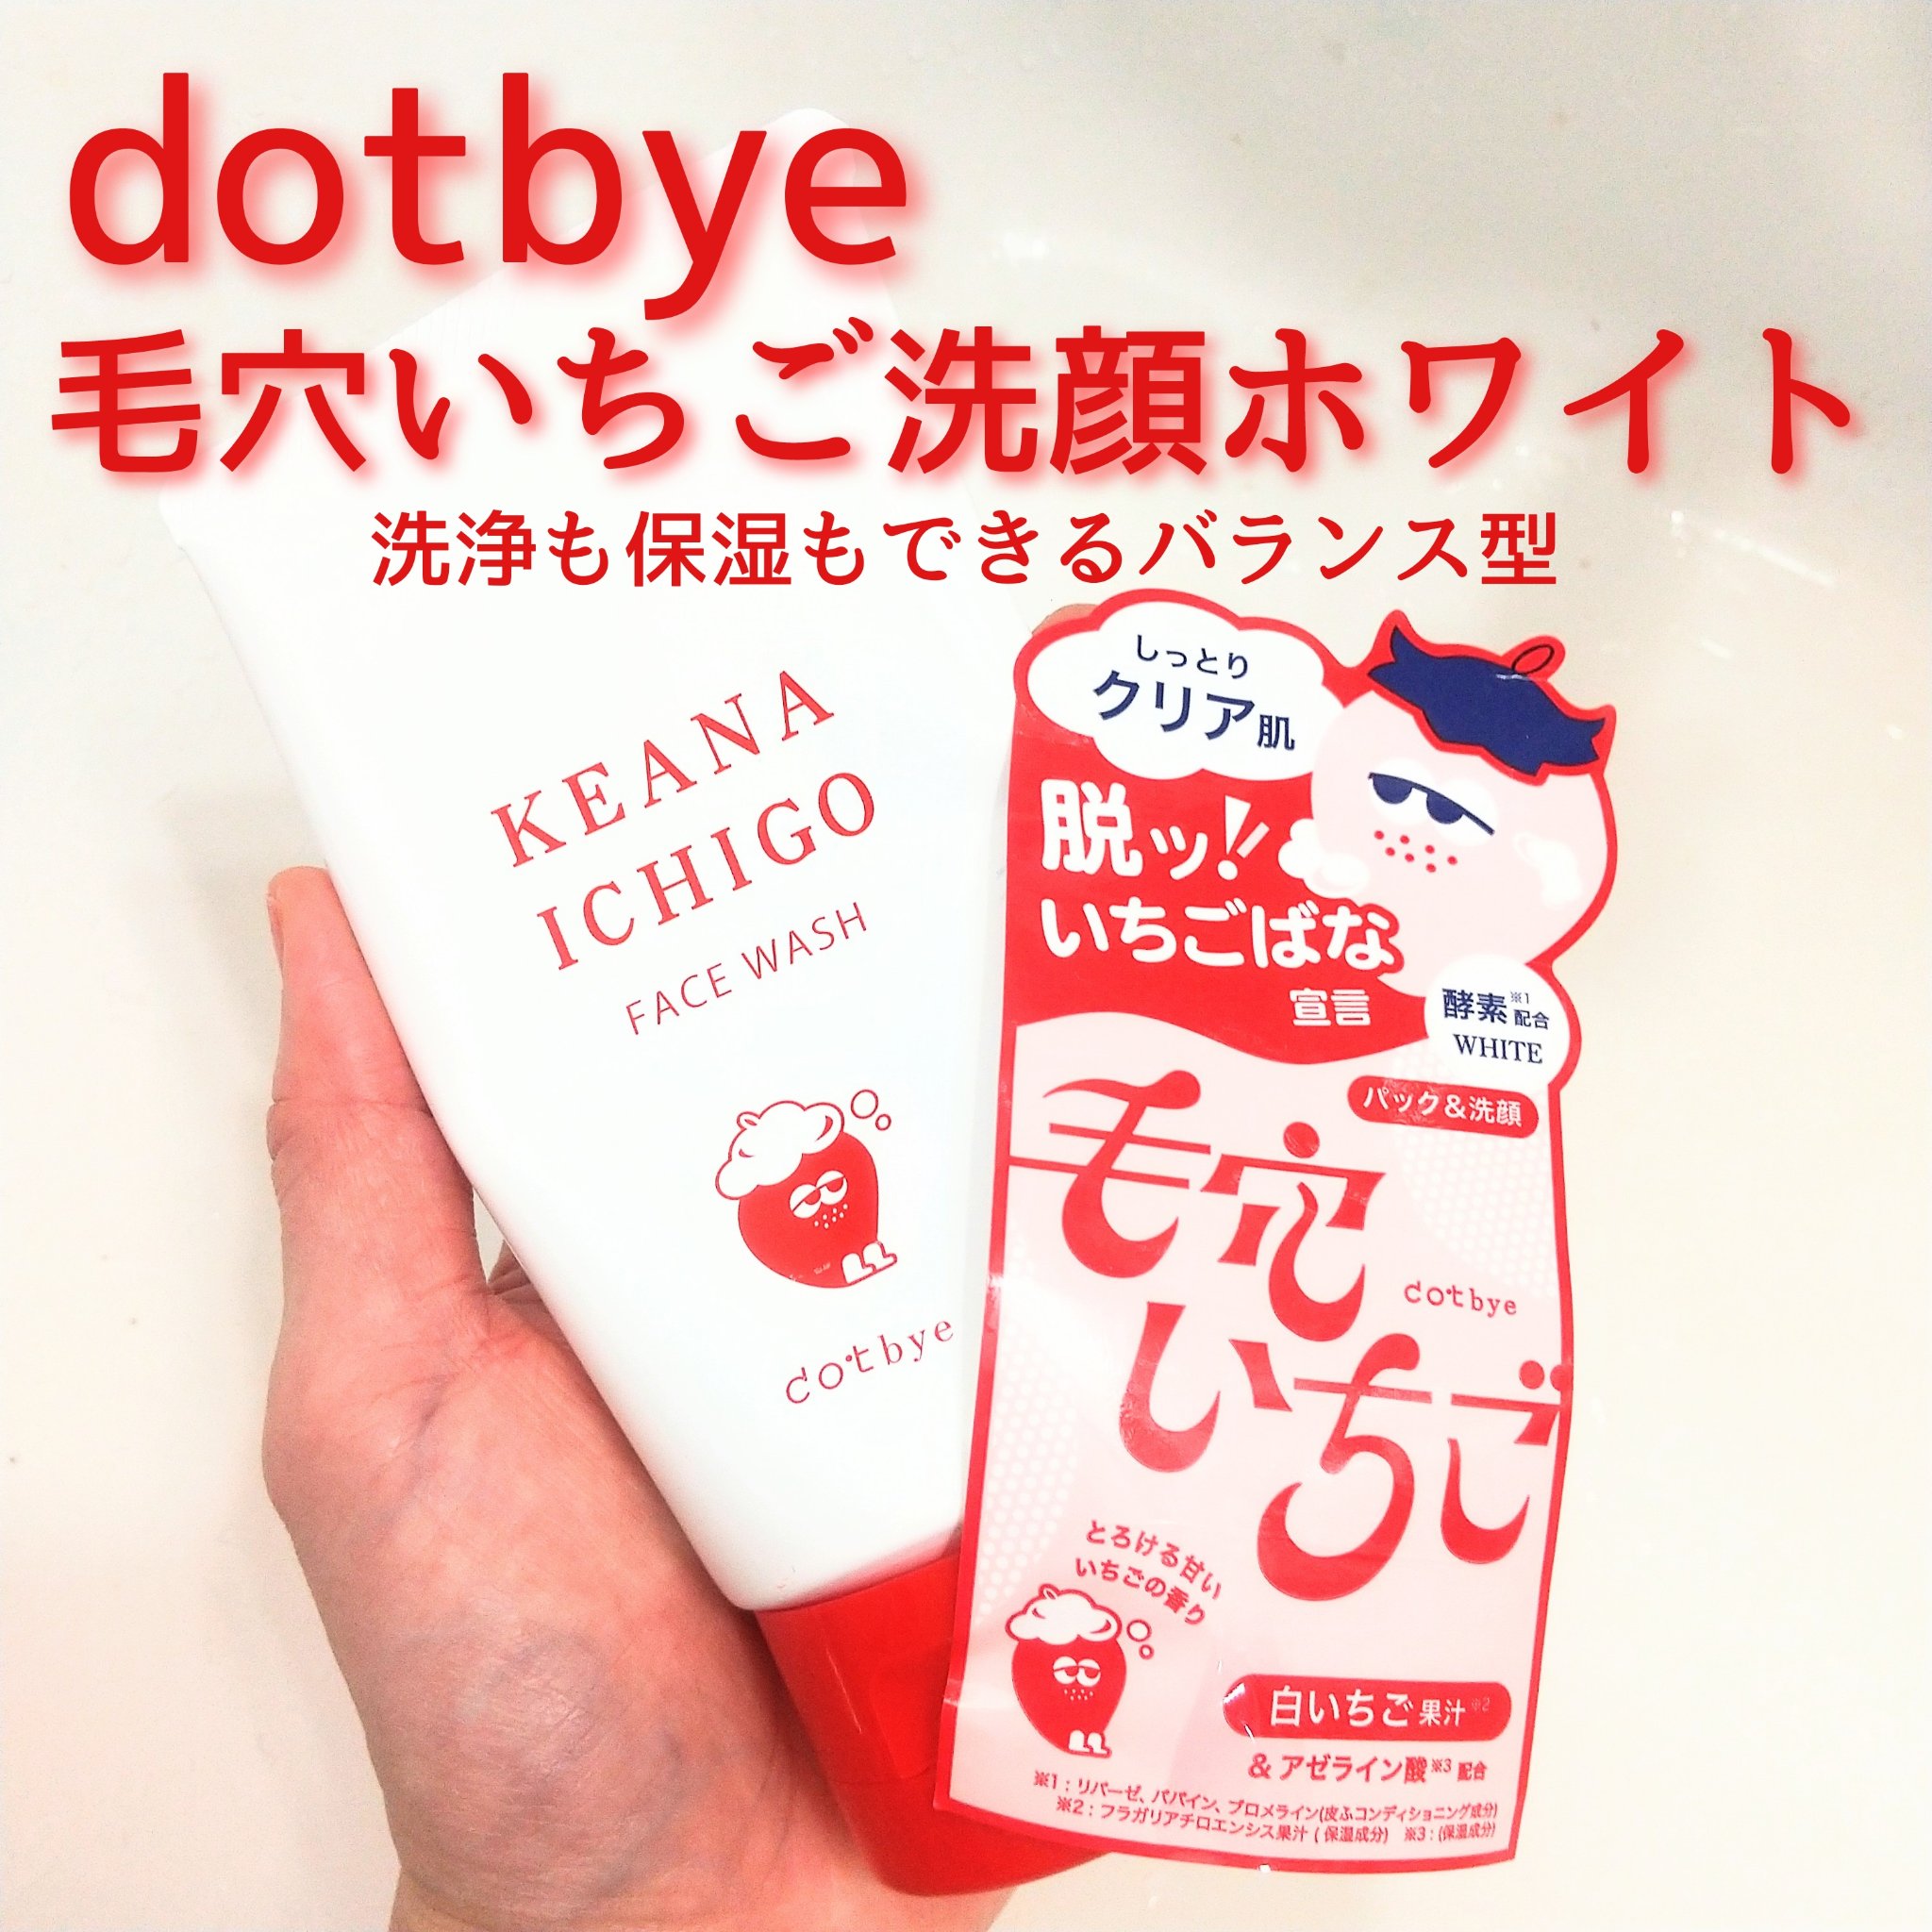 dotbye
毛穴いちご洗顔ホワイト
洗浄も保湿もできるバランス型
KEANA
ICHIGO
FACE WASH
dotbye
しっとり
クリア肌
脱ッ!!
いちごばな
宣言
酵素※1配合
WHITE
パック&洗顔
毛穴
いちご
dotbye
とろける甘い
いちごの香り
白いちご果汁※2
& アゼライン酸※3配合
※1：リパーゼ、パパイン、ブロメライン(皮ふコンディショニング成分)
※2：フラガリアチロエンシス果汁 ( 保湿成分) ※3：(保湿成分)